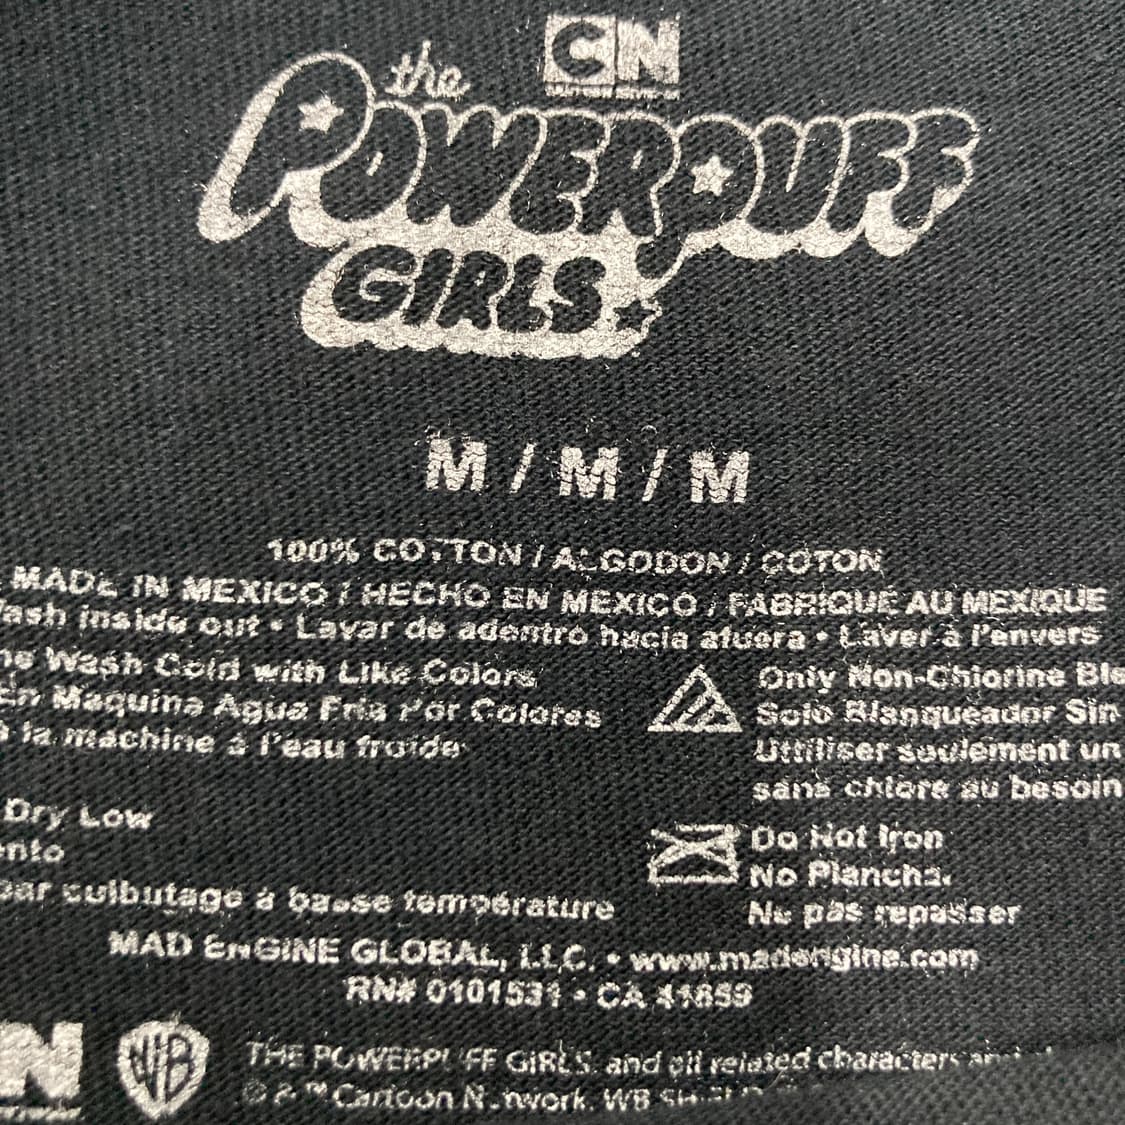 CN
the
POWERPUFF
GIRLS
M / M / M
100% COTTON / ALGODON / COTON
MADE IN MEXICO / HECHO EN MEXICO / FABRIQUE AU MEXIQUE
inside out • Lavar de adentro hacia afuera • Laver à l'envers
Wash Cold with Like Colors
En Maquina Agua Fria Por Colores
à la machine à l'eau froide
Only Non-Chlorine
Solo Blanqueador Sin
Utiliser seulement un
sans chlore au besoin
Dry Low
Do Not Iron
No Planchar
Ne pas repasser
par culbutage à basse température
MAD ENGINE GLOBAL, LLC. • www.madengine.com
RN# 0101531 • CA 41659
WB
THE POWERPUFF GIRLS and all related characters
© & ™ Cartoon Network. WB